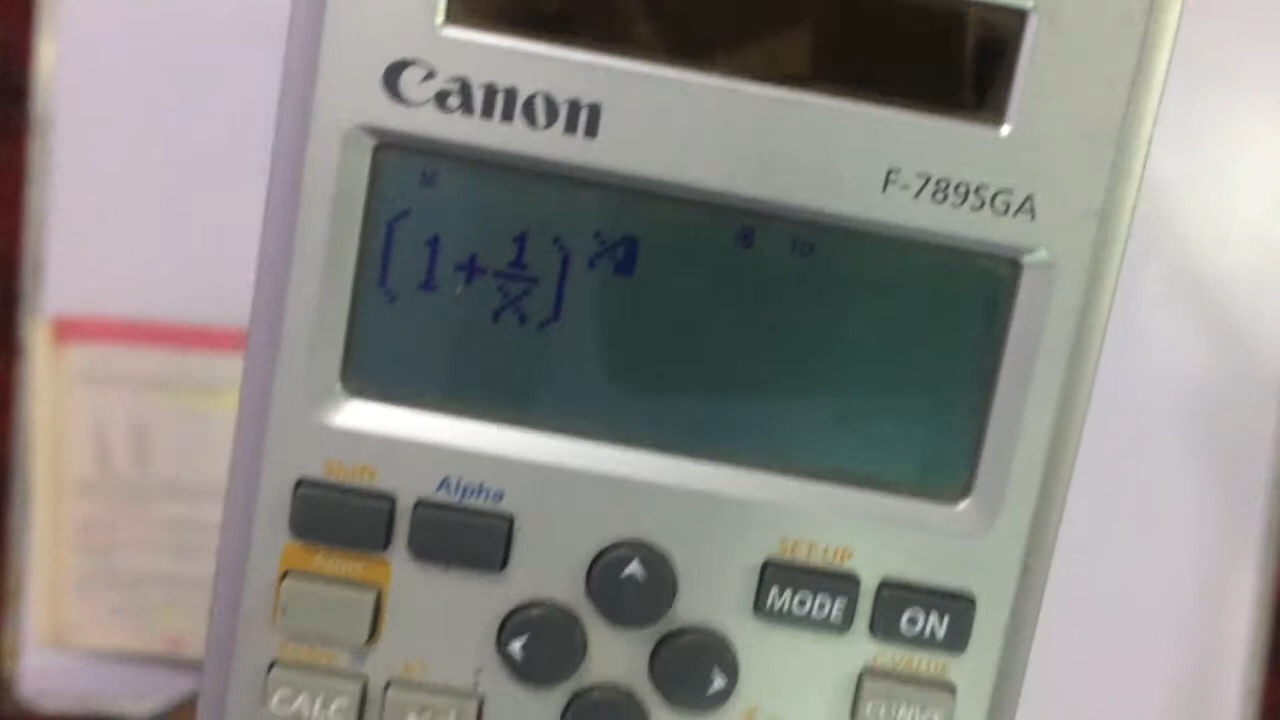 Canon
F-789SGA
M
(1+1/X)^X
Shift
Alpha
SET UP
MODE
ON
CALC